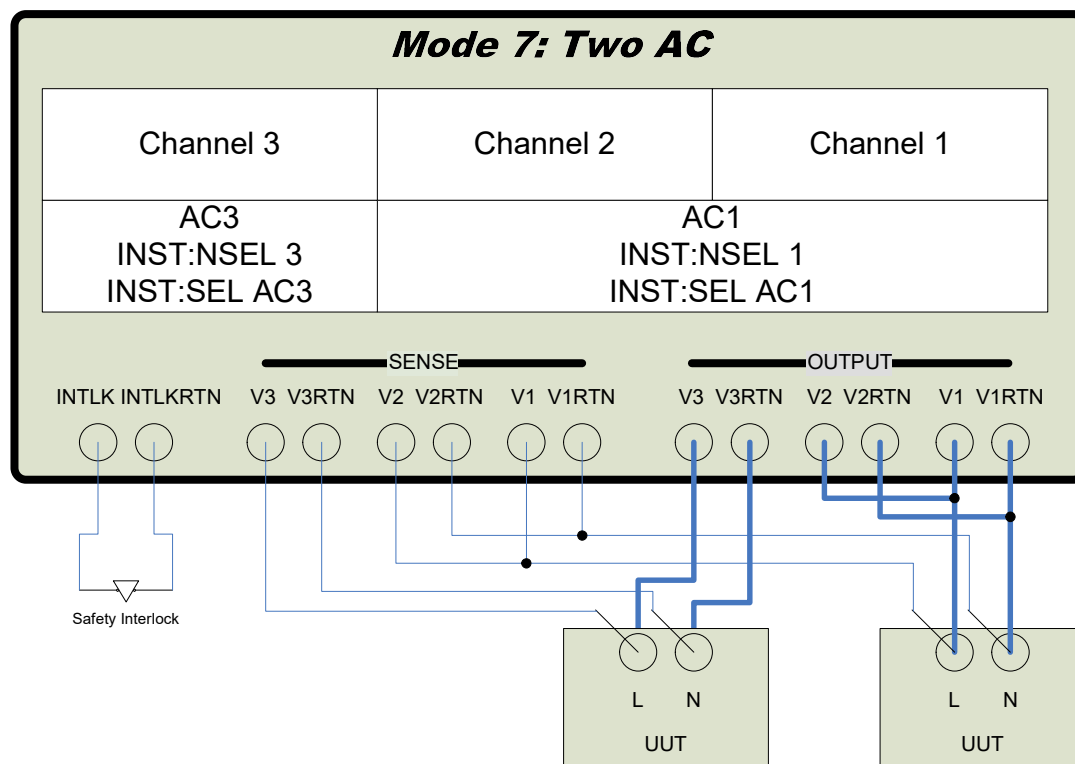 Mode 7: Two AC
Channel 3 Channel 2 Channel 1
AC3
INST:NSEL 3
INST:SEL AC3
AC1
INST:NSEL 1
INST:SEL AC1
SENSE OUTPUT
INTLK INTLKRTN V3 V3RTN V2 V2RTN V1 V1RTN V3 V3RTN V2 V2RTN V1 V1RTN
Safety Interlock
L N L N
UUT UUT